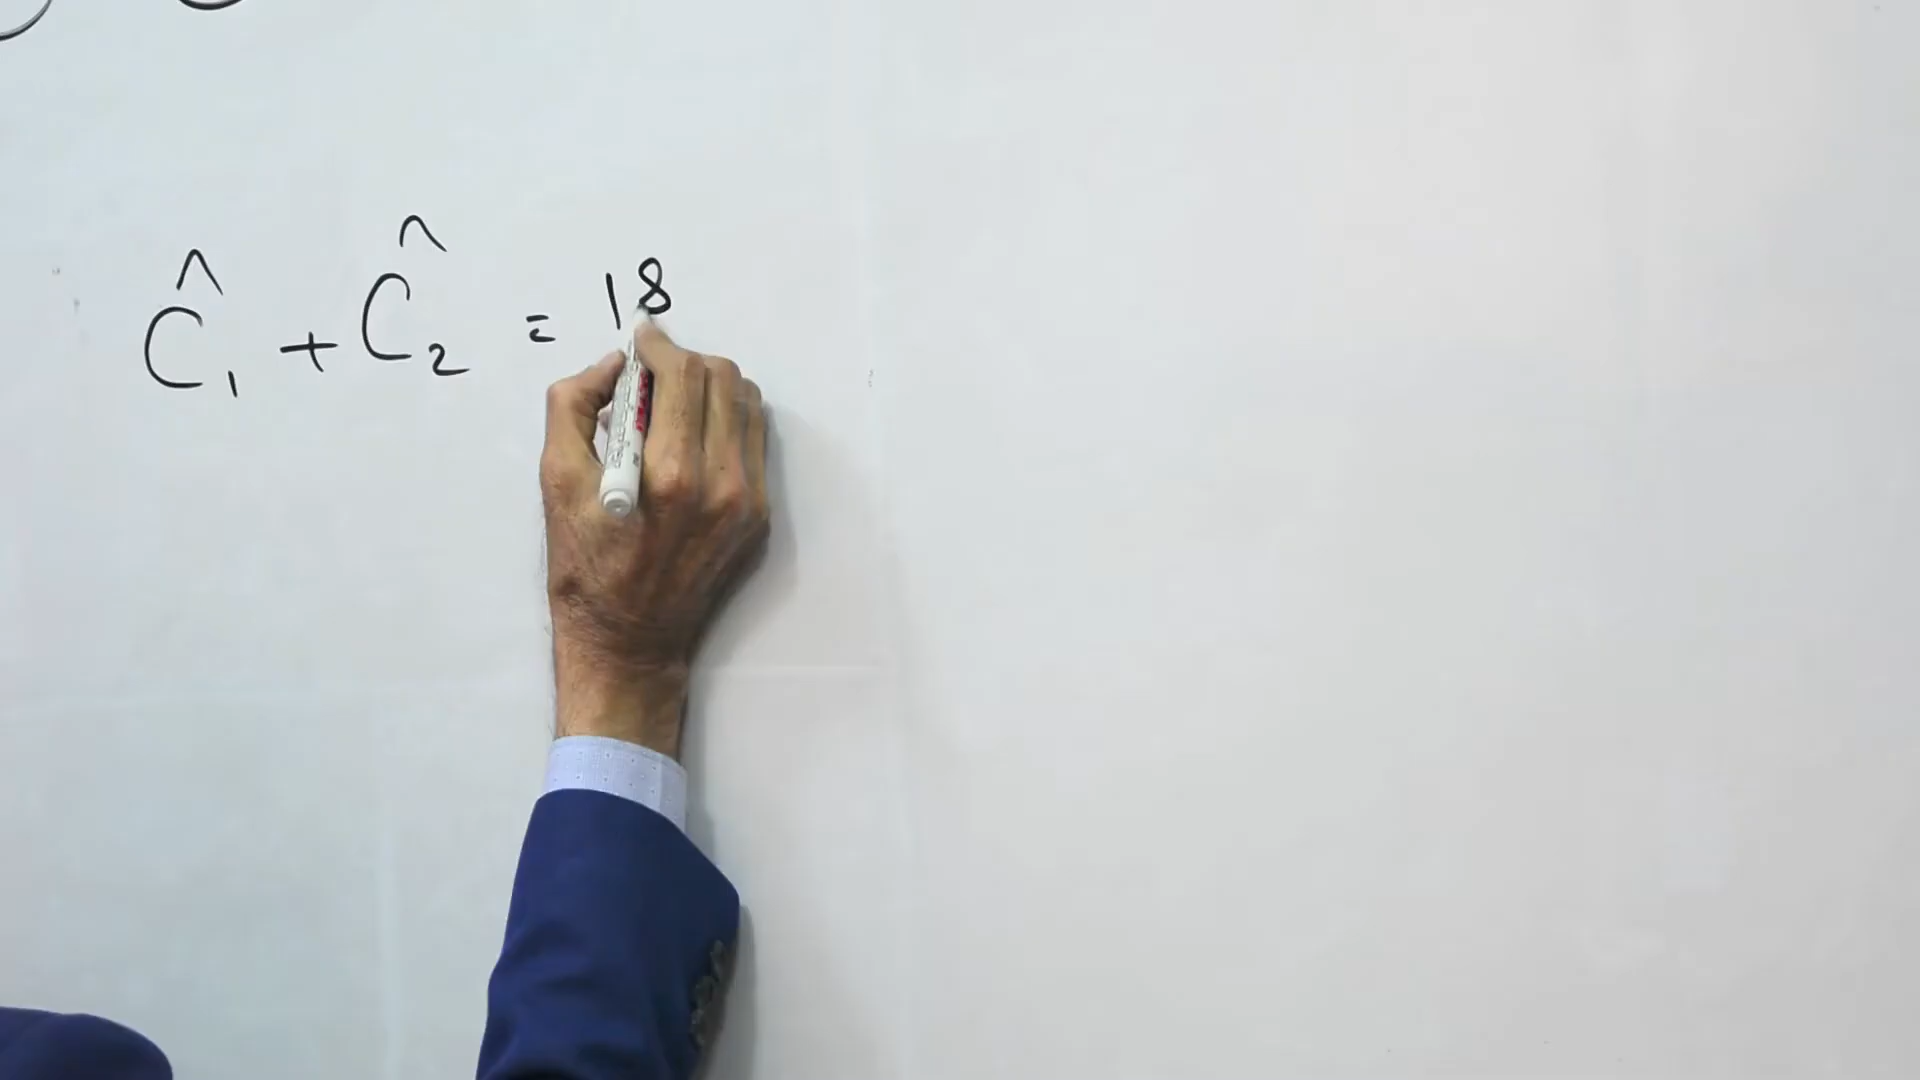 Ĉ₁ + Ĉ₂ = 18